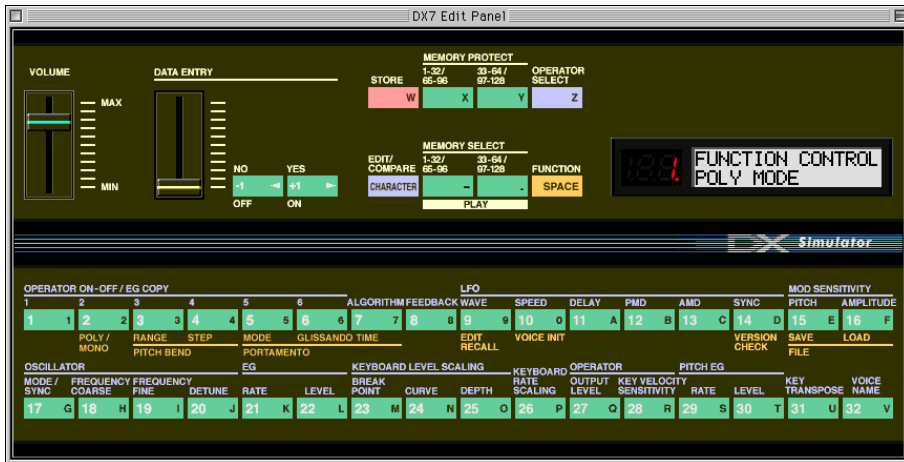 DX7 Edit Panel
MEMORY PROTECT
VOLUME DATA ENTRY STORE 1-32/ 65-96 33-64/ 97-128 OPERATOR SELECT
MAX W X Y Z
MEMORY SELECT
NO YES EDIT/ COMPARE 1-32/ 65-96 33-64/ 97-128 FUNCTION
MIN -1 +1 CHARACTER - . SPACE
OFF ON PLAY
1. FUNCTION CONTROL
POLY MODE
DX Simulator
OPERATOR ON-OFF / EG COPY LFO MOD SENSITIVITY
1 2 3 4 5 6 ALGORITHM FEEDBACK WAVE SPEED DELAY PMD AMD SYNC PITCH AMPLITUDE
1 1 2 2 3 3 4 4 5 5 6 6 7 7 8 8 9 9 10 0 11 A 12 B 13 C 14 D 15 E 16 F
POLY/ MONO RANGE STEP MODE GLISSANDO TIME EDIT RECALL VOICE INIT VERSION CHECK SAVE LOAD
PITCH BEND PORTAMENTO FILE
OSCILLATOR EG KEYBOARD LEVEL SCALING KEYBOARD RATE SCALING OPERATOR PITCH EG
MODE/ SYNC FREQUENCY COARSE FREQUENCY FINE DETUNE RATE LEVEL BREAK POINT CURVE DEPTH OUTPUT LEVEL KEY VELOCITY SENSITIVITY RATE LEVEL KEY TRANSPOSE VOICE NAME
17 G 18 H 19 I 20 J 21 K 22 L 23 M 24 N 25 O 26 P 27 Q 28 R 29 S 30 T 31 U 32 V